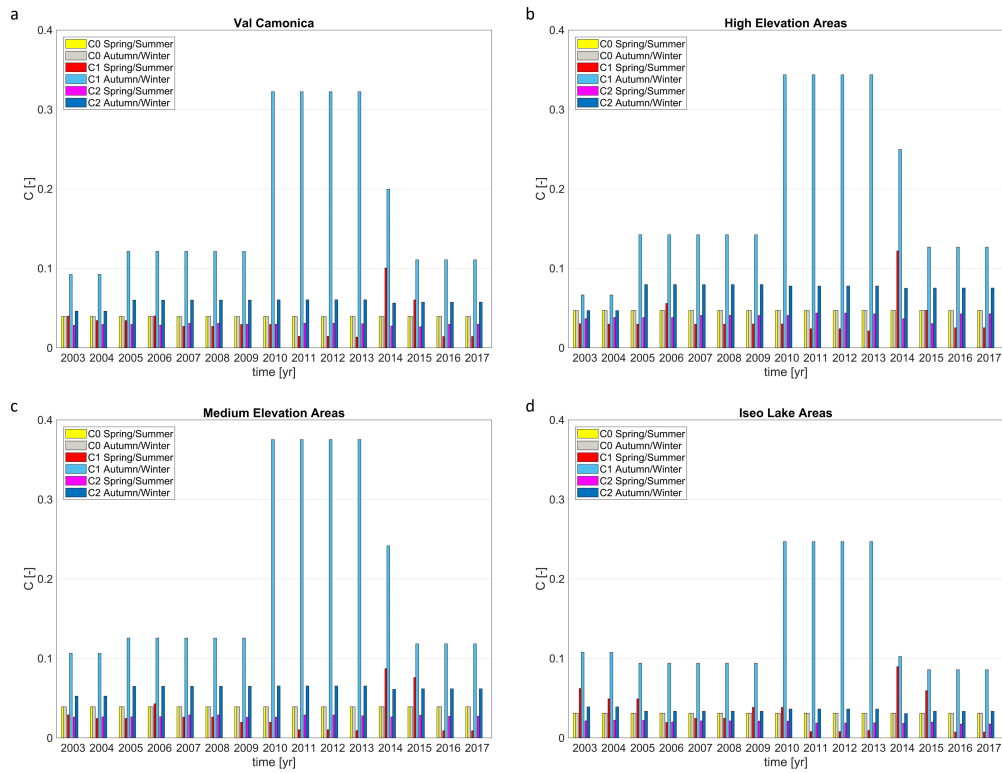 a
Val Camonica
0.4
0.3
0.2
0.1
0
C [-]
C0 Spring/Summer
C0 Autumn/Winter
C1 Spring/Summer
C1 Autumn/Winter
C2 Spring/Summer
C2 Autumn/Winter
2003 2004 2005 2006 2007 2008 2009 2010 2011 2012 2013 2014 2015 2016 2017
time [yr]
b
High Elevation Areas
0.4
0.3
0.2
0.1
0
C [-]
C0 Spring/Summer
C0 Autumn/Winter
C1 Spring/Summer
C1 Autumn/Winter
C2 Spring/Summer
C2 Autumn/Winter
2003 2004 2005 2006 2007 2008 2009 2010 2011 2012 2013 2014 2015 2016 2017
time [yr]
c
Medium Elevation Areas
0.4
0.3
0.2
0.1
0
C [-]
C0 Spring/Summer
C0 Autumn/Winter
C1 Spring/Summer
C1 Autumn/Winter
C2 Spring/Summer
C2 Autumn/Winter
2003 2004 2005 2006 2007 2008 2009 2010 2011 2012 2013 2014 2015 2016 2017
time [yr]
d
Iseo Lake Areas
0.4
0.3
0.2
0.1
0
C [-]
C0 Spring/Summer
C0 Autumn/Winter
C1 Spring/Summer
C1 Autumn/Winter
C2 Spring/Summer
C2 Autumn/Winter
2003 2004 2005 2006 2007 2008 2009 2010 2011 2012 2013 2014 2015 2016 2017
time [yr]